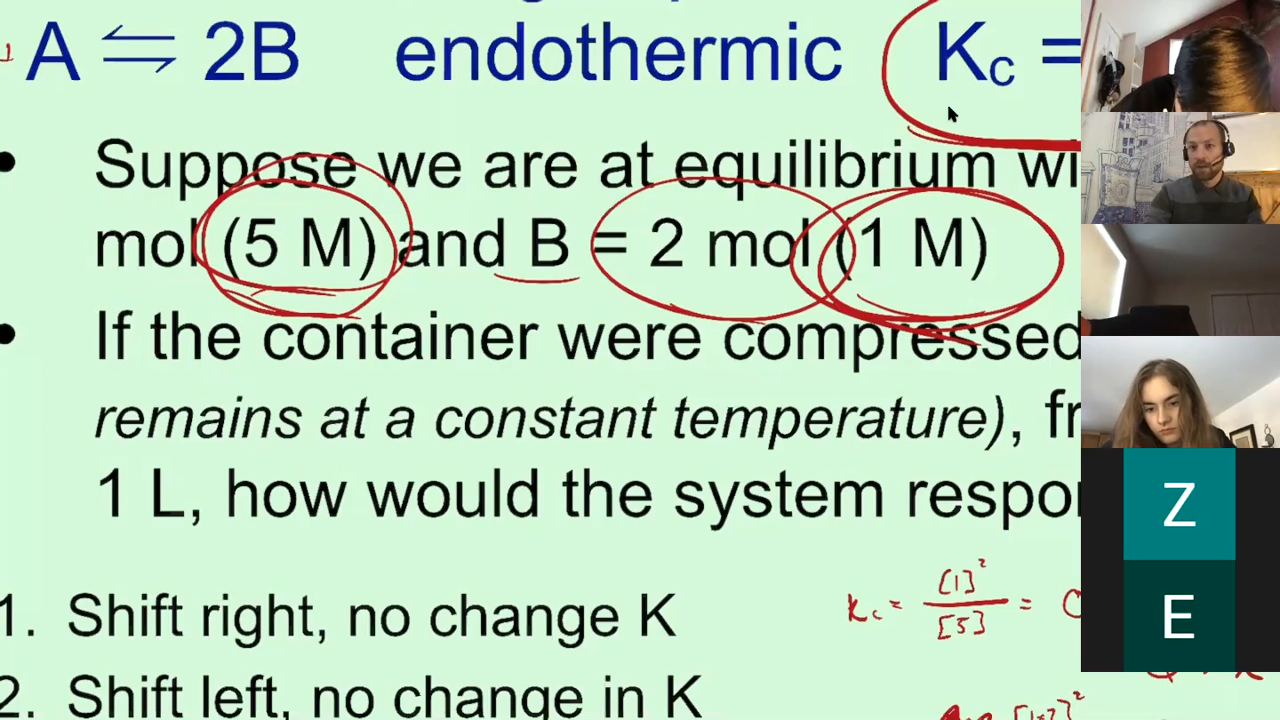 A ⇌ 2B endothermic Kc =
• Suppose we are at equilibrium wi
mol (5 M) and B = 2 mol (1 M)
• If the container were compressed
remains at a constant temperature), fr
1 L, how would the system respon
1. Shift right, no change K
Kc = [1]² / [5] =
2. Shift left, no change in K
Z
E